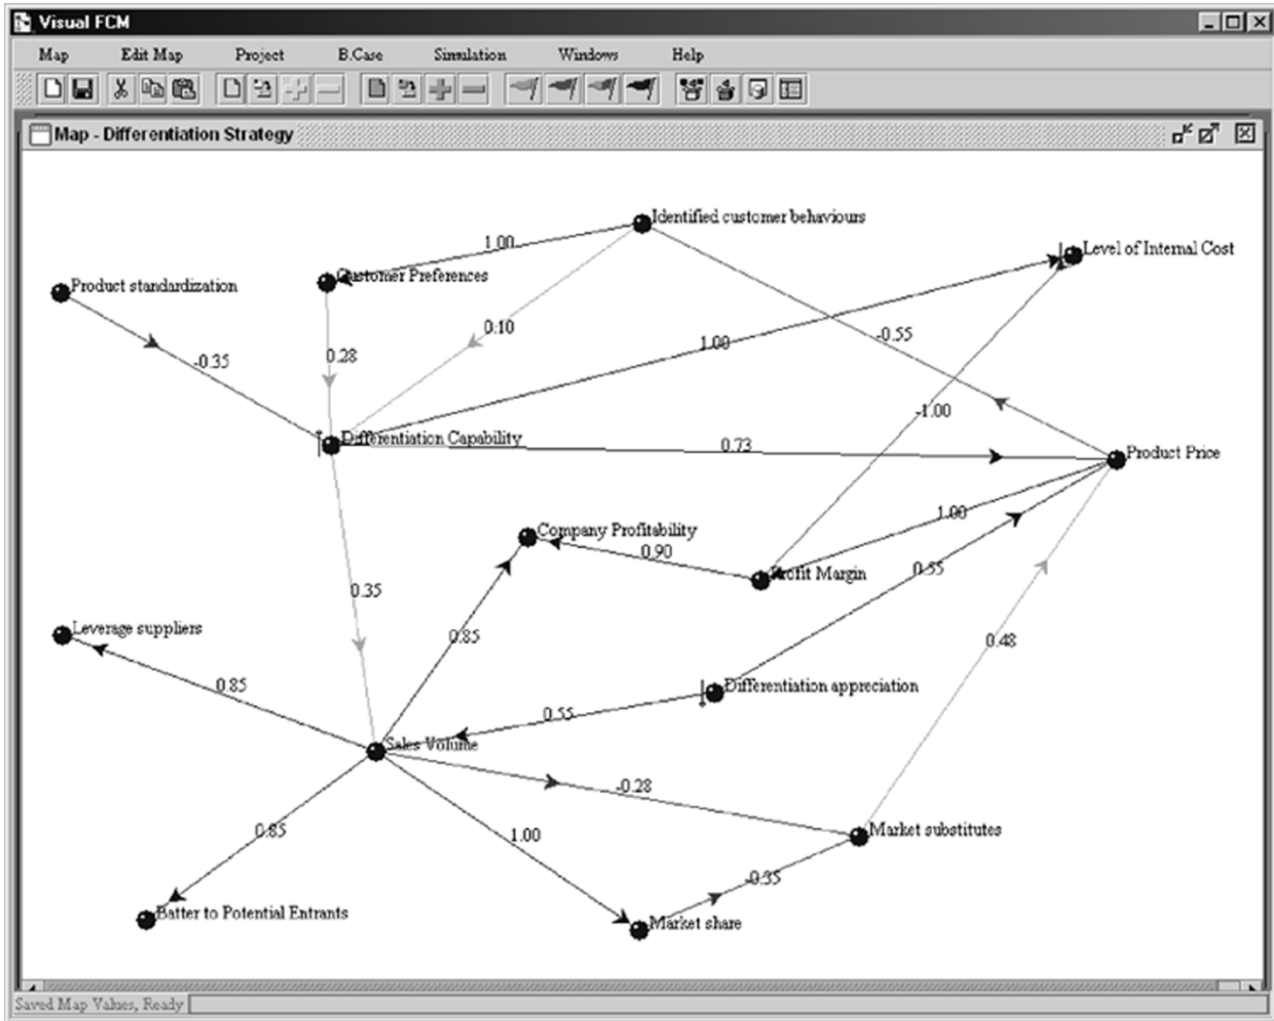 Visual FCM
Map Edit Map Project B.Case Simulation Windows Help
Map - Differentiation Strategy
Identified customer behaviours
1.00
Level of Internal Cost
Customer Preferences
Product standardization
0.10
-0.55
1.00
0.28
-0.35
-1.00
Differentiation Capability
0.73
Product Price
1.00
Company Profitability
0.90
0.55
Profit Margin
0.35
Leverage suppliers
0.85
0.48
0.85
Differentiation appreciation
0.55
Sales Volume
-0.28
0.85
1.00
Market substitutes
-0.35
Batter to Potential Entrants
Market share
Saved Map Values, Ready